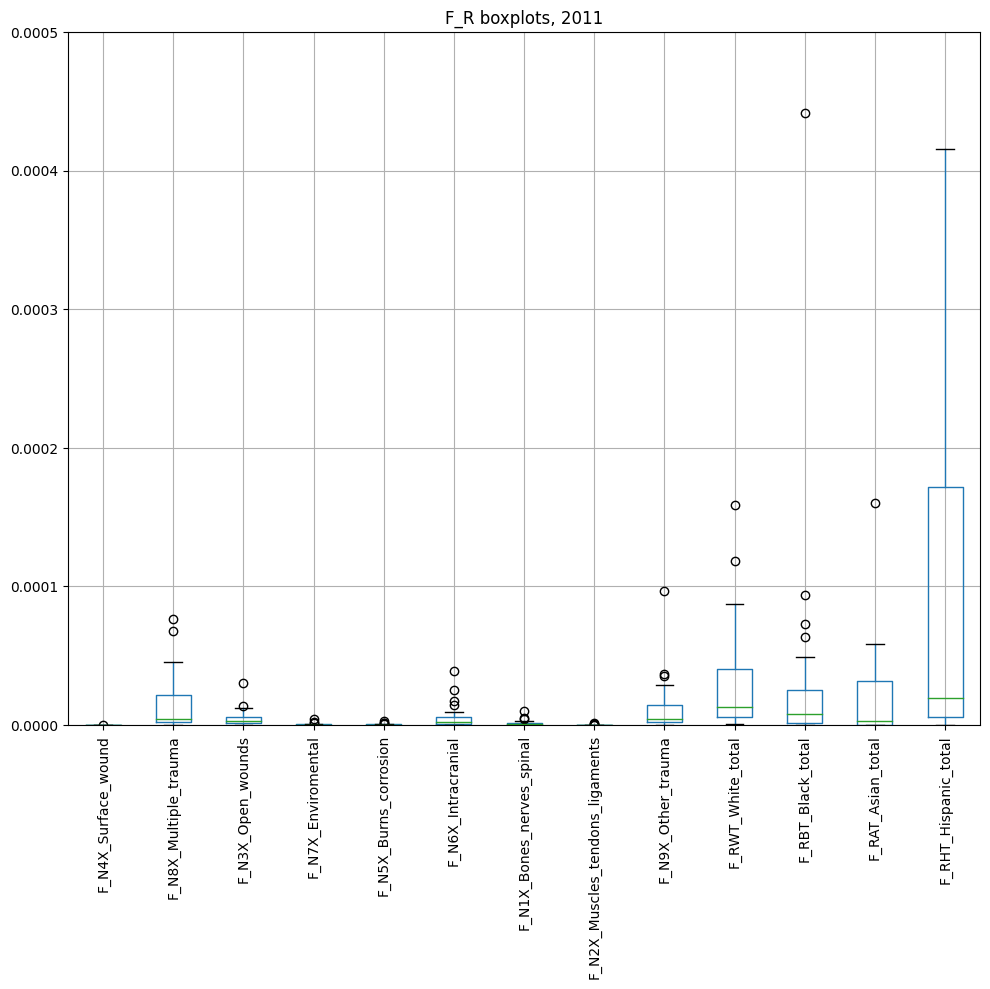 F_R boxplots, 2011
0.0005
0.0004
0.0003
0.0002
0.0001
0.0000
F_N4X_Surface_wound
F_N8X_Multiple_trauma
F_N3X_Open_wounds
F_N7X_Enviromental
F_N5X_Burns_corrosion
F_N6X_Intracranial
F_N1X_Bones_nerves_spinal
F_N2X_Muscles_tendons_ligaments
F_N9X_Other_trauma
F_RWT_White_total
F_RBT_Black_total
F_RAT_Asian_total
F_RHT_Hispanic_total